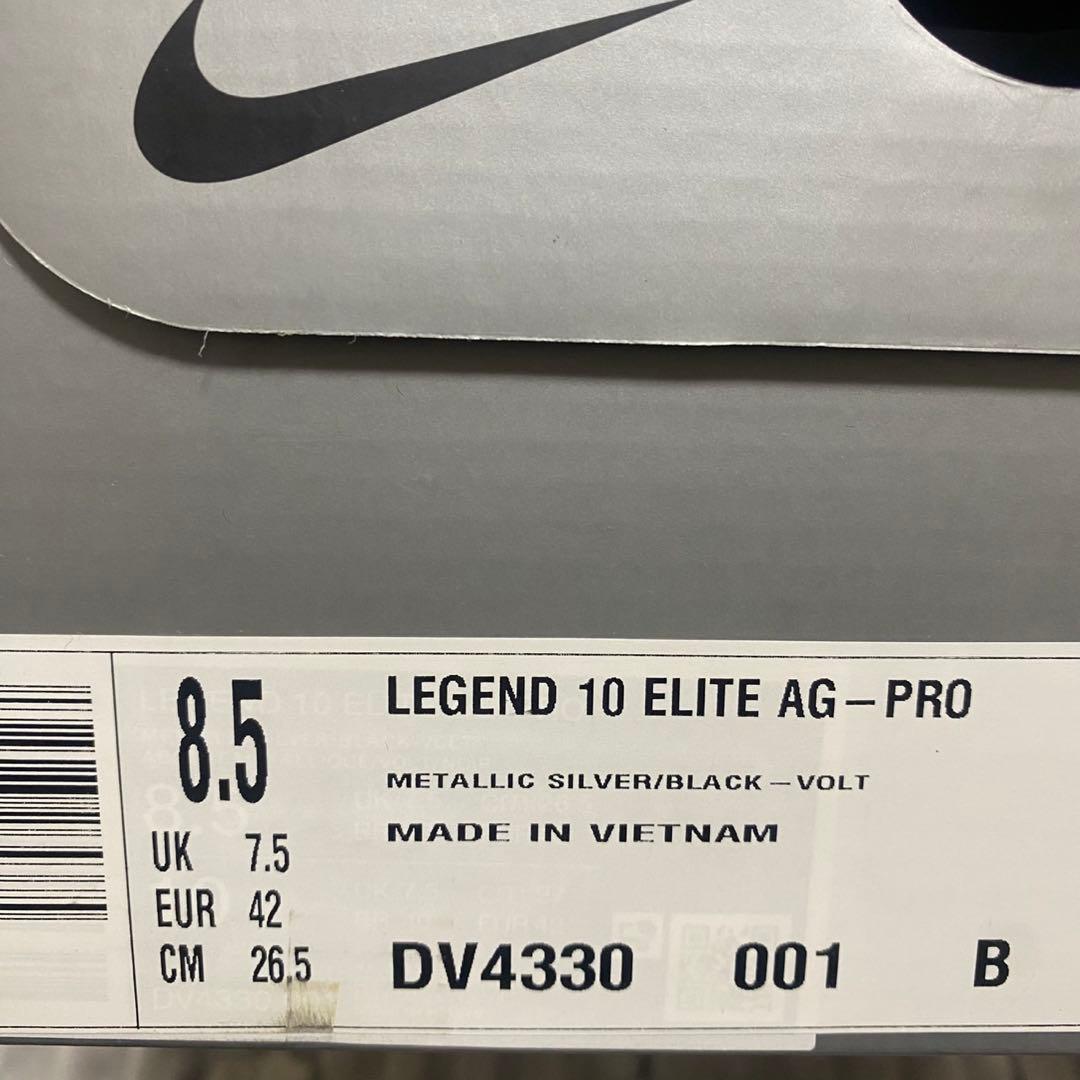 8.5
LEGEND 10 ELITE AG-PRO
METALLIC SILVER/BLACK-VOLT
MADE IN VIETNAM
UK 7.5
EUR 42
CM 26.5
DV4330 001 B